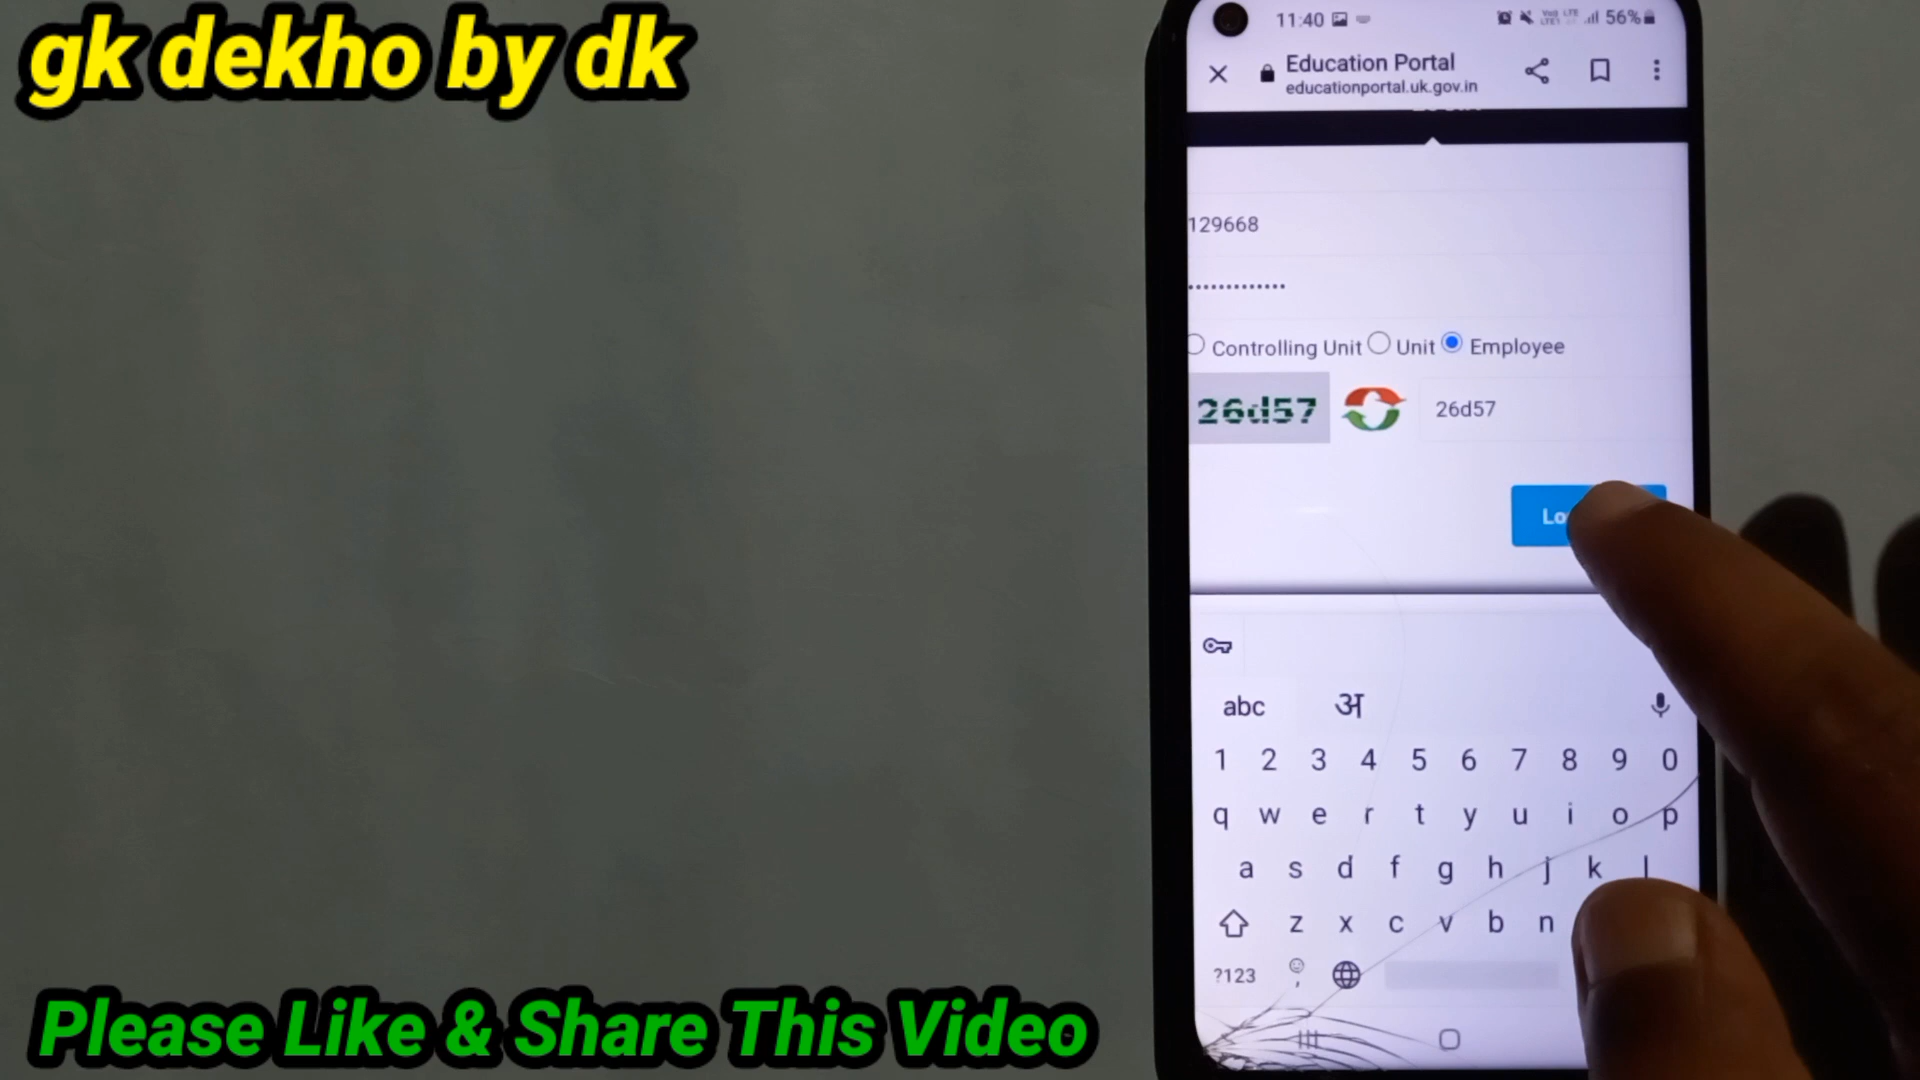 gk dekho by dk
11:40
56%
Education Portal
educationportal.uk.gov.in
129668
Controlling Unit Unit Employee
26d57 26d57
Lo
abc अ
1 2 3 4 5 6 7 8 9 0
q w e r t y u i o p
a s d f g h j k l
z x c v b n
?123 ,
Please Like & Share This Video